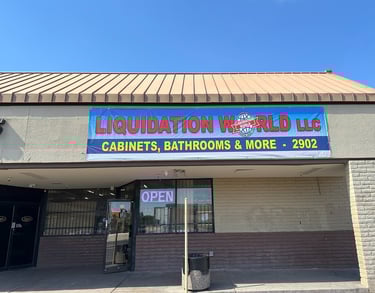 LIQUIDATION WORLD LLC
CABINETS, BATHROOMS & MORE - 2902
OPEN